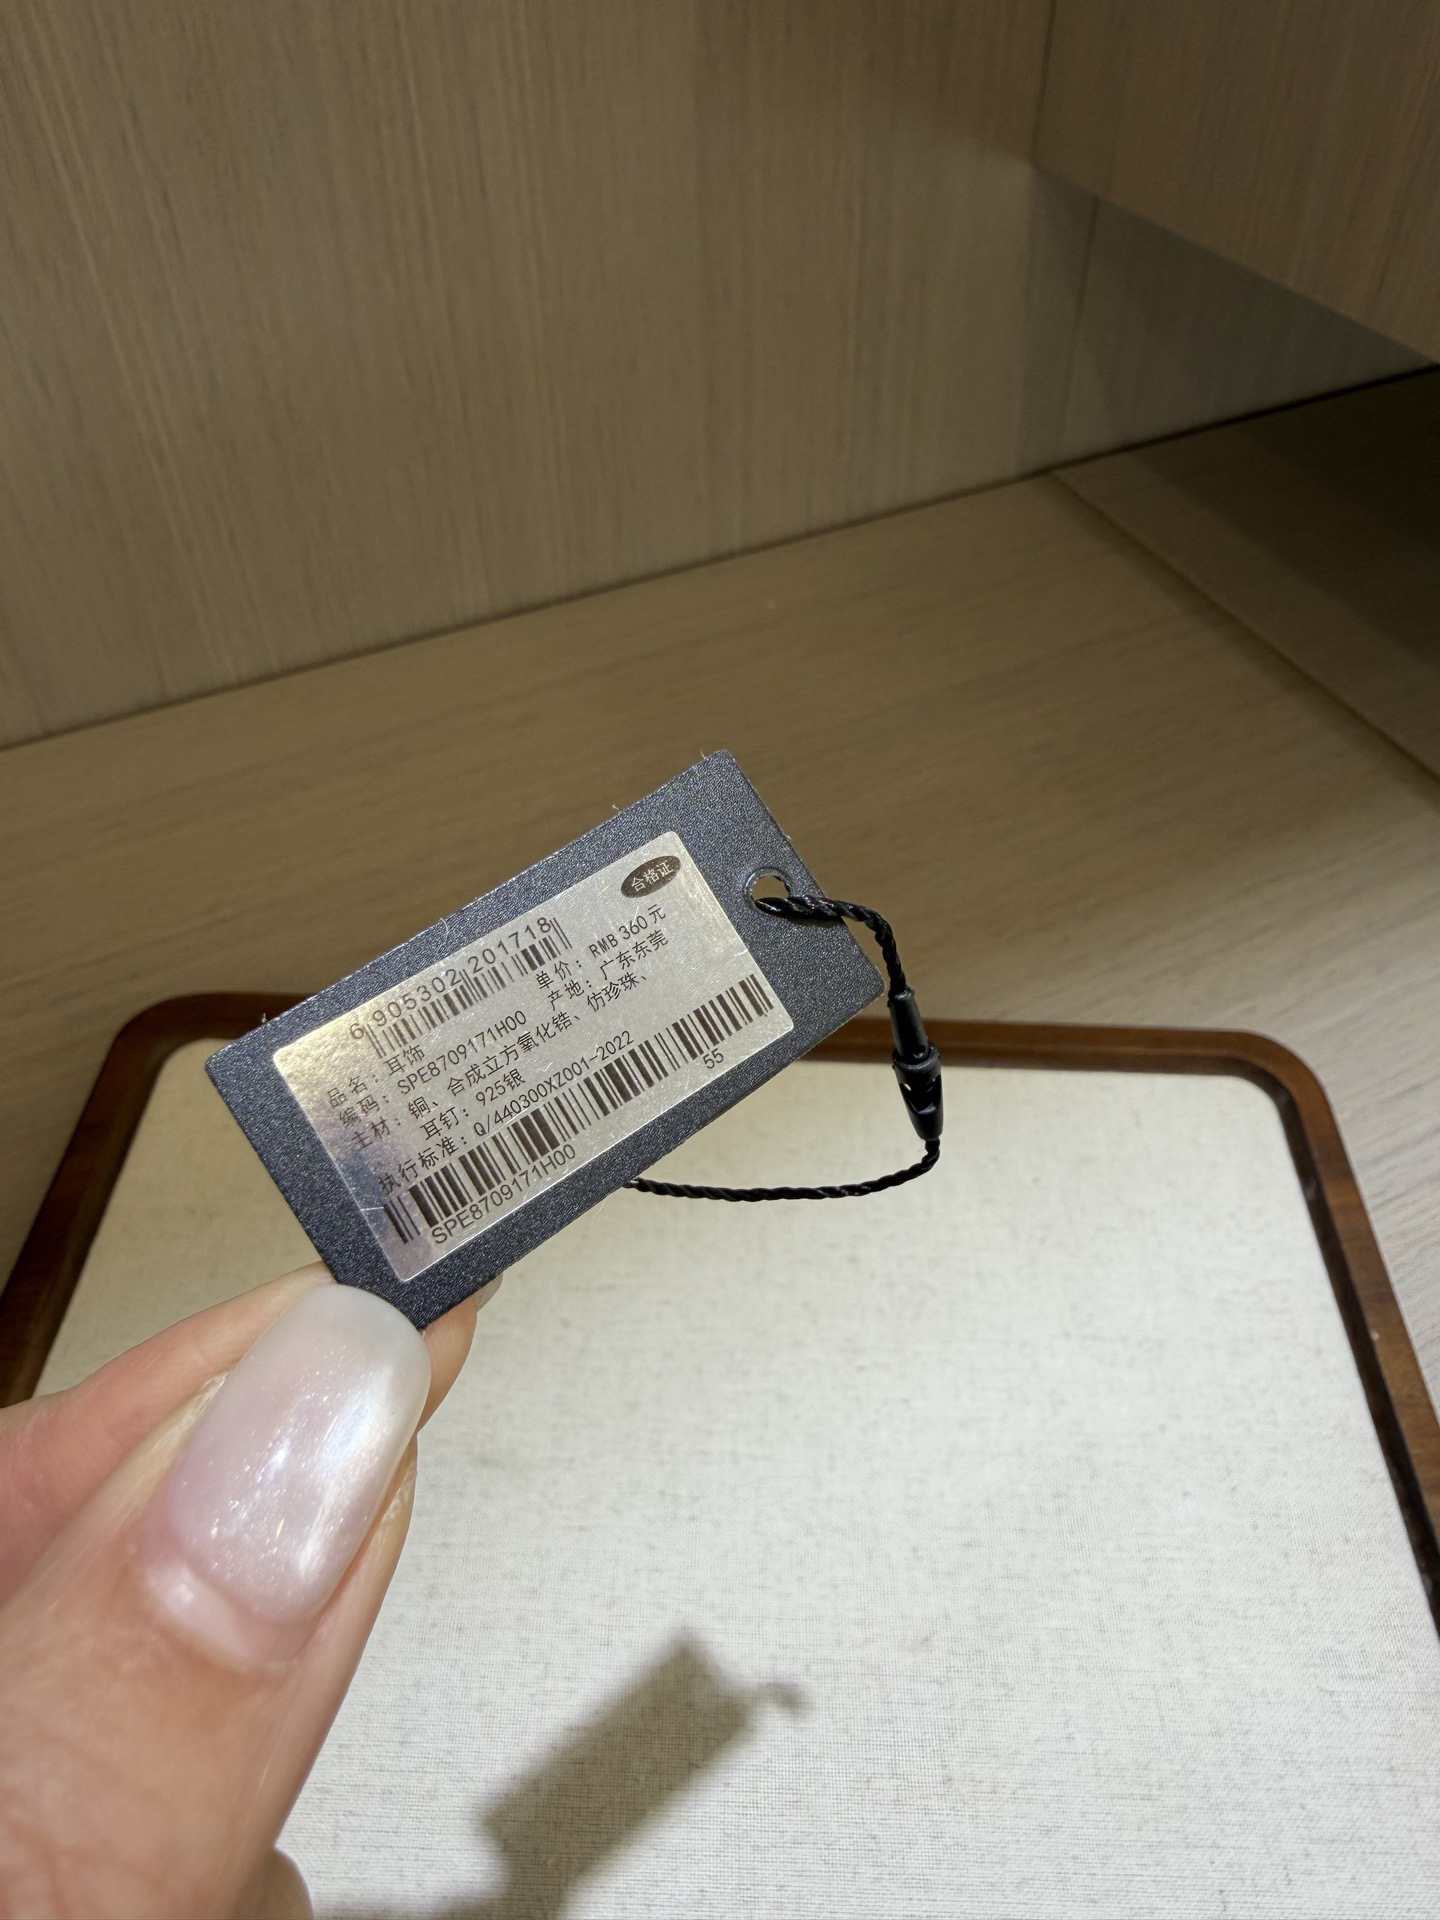 合格证
6 905302 201718
单价: RMB 360元
品名: 耳饰
产地: 广东东莞
编码: SPE8709171H00
主材: 铜、合成立方氧化锆、仿珍珠、
耳钉: 925银
执行标准: Q/440300XZ001-2022
SPE8709171H00
55